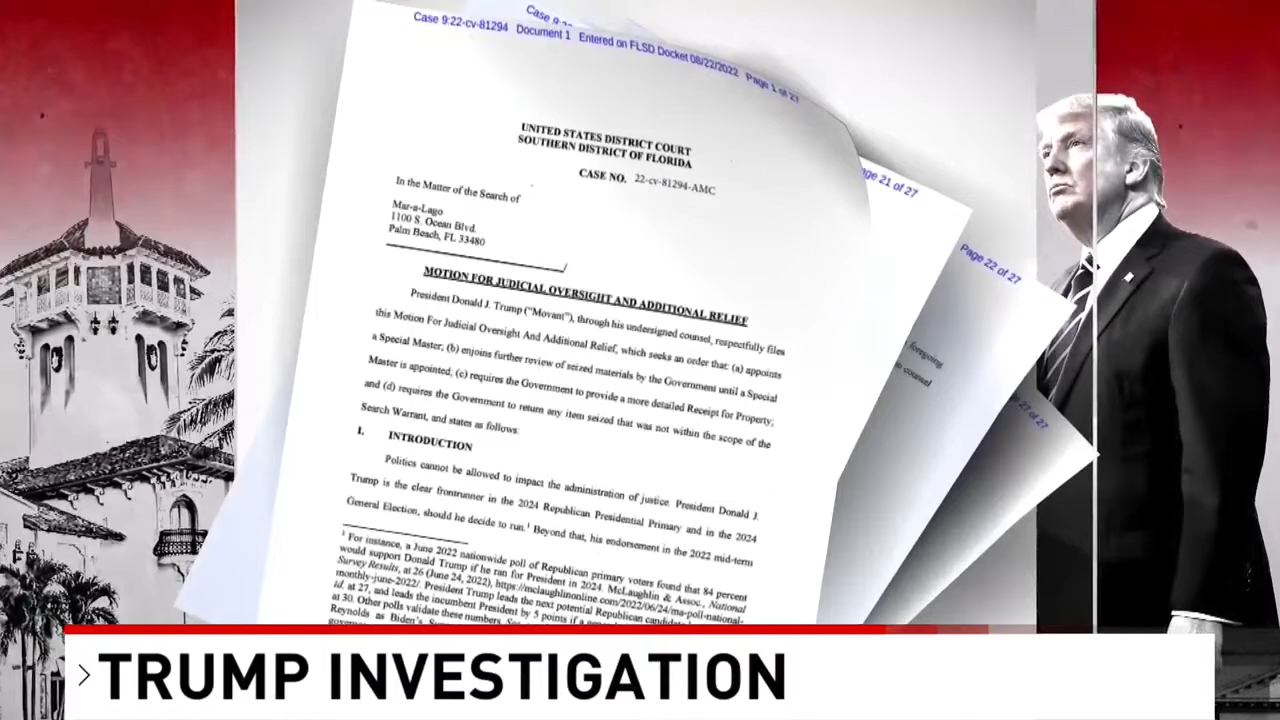 Case 9:22-cv-81294 Document 1 Entered on FLSD Docket 08/22/2022 Page 1 of 27
Case 9:
UNITED STATES DISTRICT COURT
SOUTHERN DISTRICT OF FLORIDA
CASE NO. 22-cv-81294-AMC
In the Matter of the Search of
Mar-a-Lago
1100 S. Ocean Blvd.
Palm Beach, FL 33480
MOTION FOR JUDICIAL OVERSIGHT AND ADDITIONAL RELIEF
President Donald J. Trump ("Movant"), through his undersigned counsel, respectfully files
this Motion For Judicial Oversight And Additional Relief, which seeks an order that: (a) appoints
a Special Master; (b) enjoins further review of seized materials by the Government until a Special
Master is appointed; (c) requires the Government to provide a more detailed Receipt for Property;
and (d) requires the Government to return any item seized that was not within the scope of the
Search Warrant, and states as follows:
I. INTRODUCTION
Politics cannot be allowed to impact the administration of justice. President Donald J.
Trump is the clear frontrunner in the 2024 Republican Presidential Primary and in the 2024
General Election, should he decide to run.1 Beyond that, his endorsement in the 2022 mid-term
1 For instance, a June 2022 nationwide poll of Republican primary voters found that 84 percent
would support Donald Trump if he ran for President in 2024. McLaughlin & Assoc., National
Survey Results, at 26 (June 24, 2022), https://mclaughlinonline.com/2022/06/24/ma-poll-national-
monthly-june-2022/. President Trump leads the next potential Republican candidate
Id. at 27, and leads the incumbent President by 5 points if a
at 30. Other polls validate these numbers.
Reynolds as Biden's
age 21 of 27
Page 22 of 27
foregoing
counsel
27 of 27
TRUMP INVESTIGATION